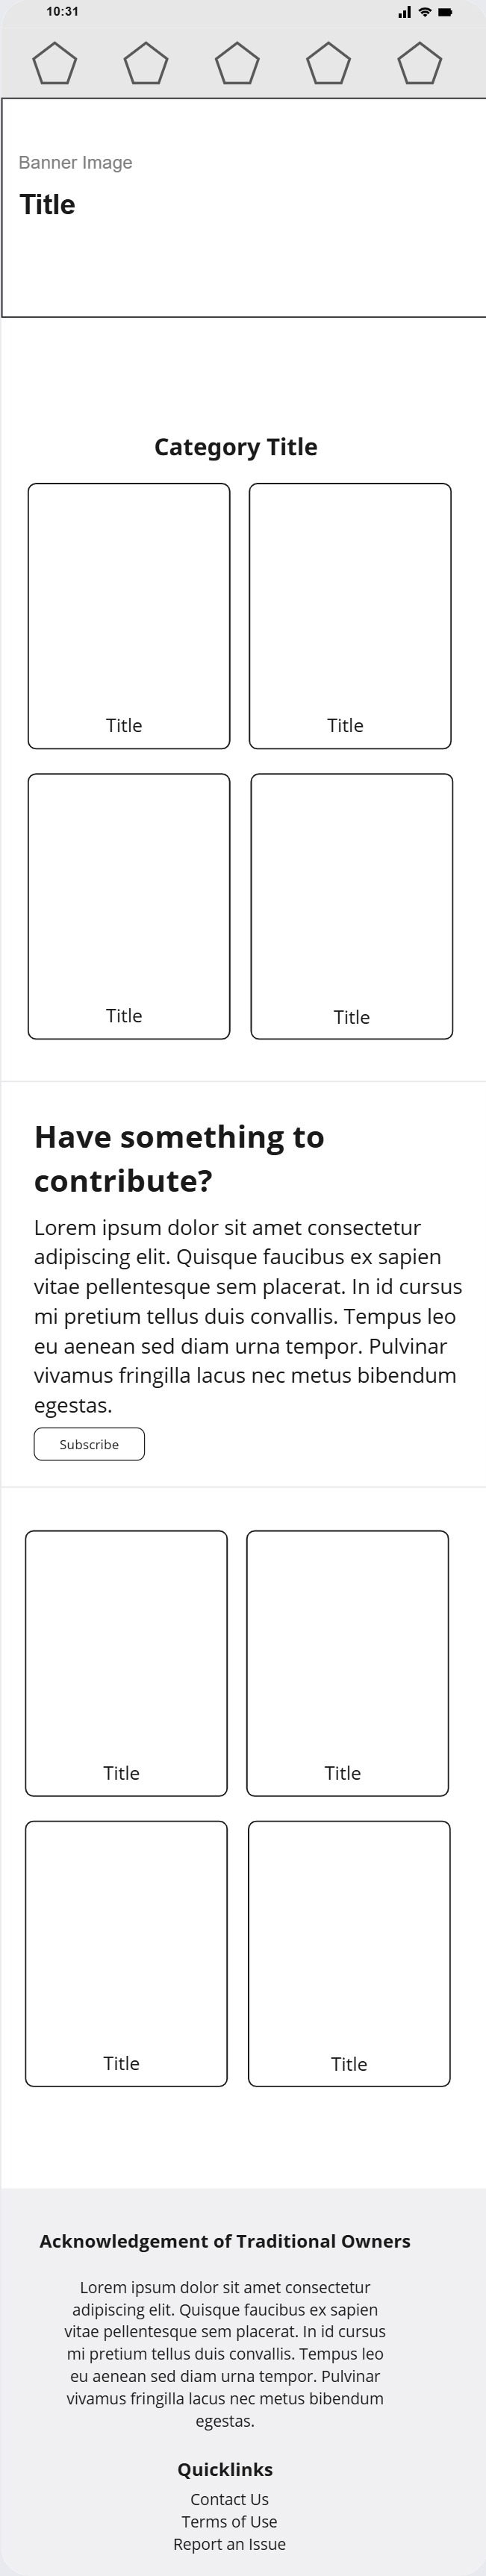 10:31
Banner Image
Title
Category Title
Title
Title
Title
Title
Have something to
contribute?
Lorem ipsum dolor sit amet consectetur
adipiscing elit. Quisque faucibus ex sapien
vitae pellentesque sem placerat. In id cursus
mi pretium tellus duis convallis. Tempus leo
eu aenean sed diam urna tempor. Pulvinar
vivamus fringilla lacus nec metus bibendum
egestas.
Subscribe
Title
Title
Title
Title
Acknowledgement of Traditional Owners
Lorem ipsum dolor sit amet consectetur
adipiscing elit. Quisque faucibus ex sapien
vitae pellentesque sem placerat. In id cursus
mi pretium tellus duis convallis. Tempus leo
eu aenean sed diam urna tempor. Pulvinar
vivamus fringilla lacus nec metus bibendum
egestas.
Quicklinks
Contact Us
Terms of Use
Report an Issue